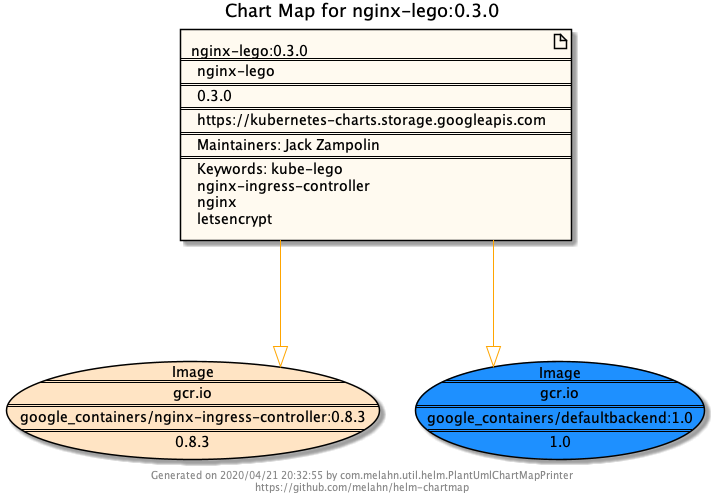 Chart Map for nginx-lego:0.3.0
nginx-lego:0.3.0
nginx-lego
0.3.0
https://kubernetes-charts.storage.googleapis.com
Maintainers: Jack Zampolin
Keywords: kube-lego
nginx-ingress-controller
nginx
letsencrypt
Image
gcr.io
google_containers/nginx-ingress-controller:0.8.3
0.8.3
Image
gcr.io
google_containers/defaultbackend:1.0
1.0
Generated on 2020/04/21 20:32:55 by com.melahn.util.helm.PlantUmlChartMapPrinter
https://github.com/melahn/helm-chartmap